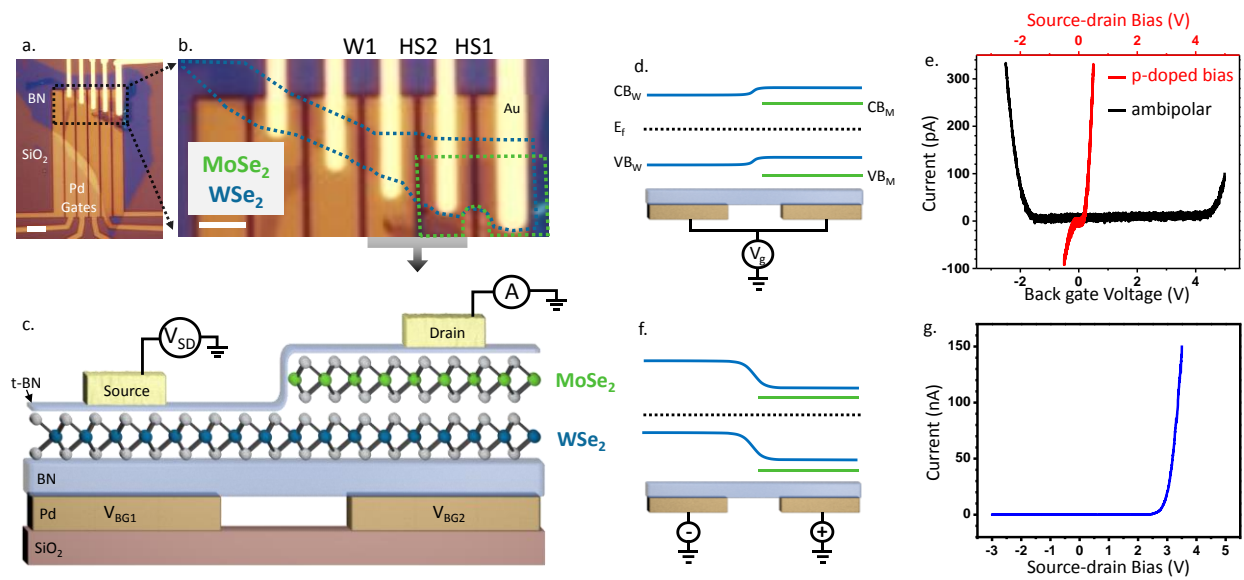 a.
BN
SiO2
Pd
Gates
b.
W1 HS2 HS1
Au
MoSe2
WSe2
c.
VSD
A
Drain
Source
t-BN
MoSe2
WSe2
BN
Pd
VBG1
VBG2
SiO2
d.
CBW
CBM
Ef
VBW
VBM
Vg
e.
Source-drain Bias (V)
-2 0 2 4
p-doped bias
ambipolar
Current (pA)
300
200
100
0
-100
-2 0 2 4
Back gate Voltage (V)
f.
-
+
g.
Current (nA)
150
100
50
0
-3 -2 -1 0 1 2 3 4 5
Source-drain Bias (V)